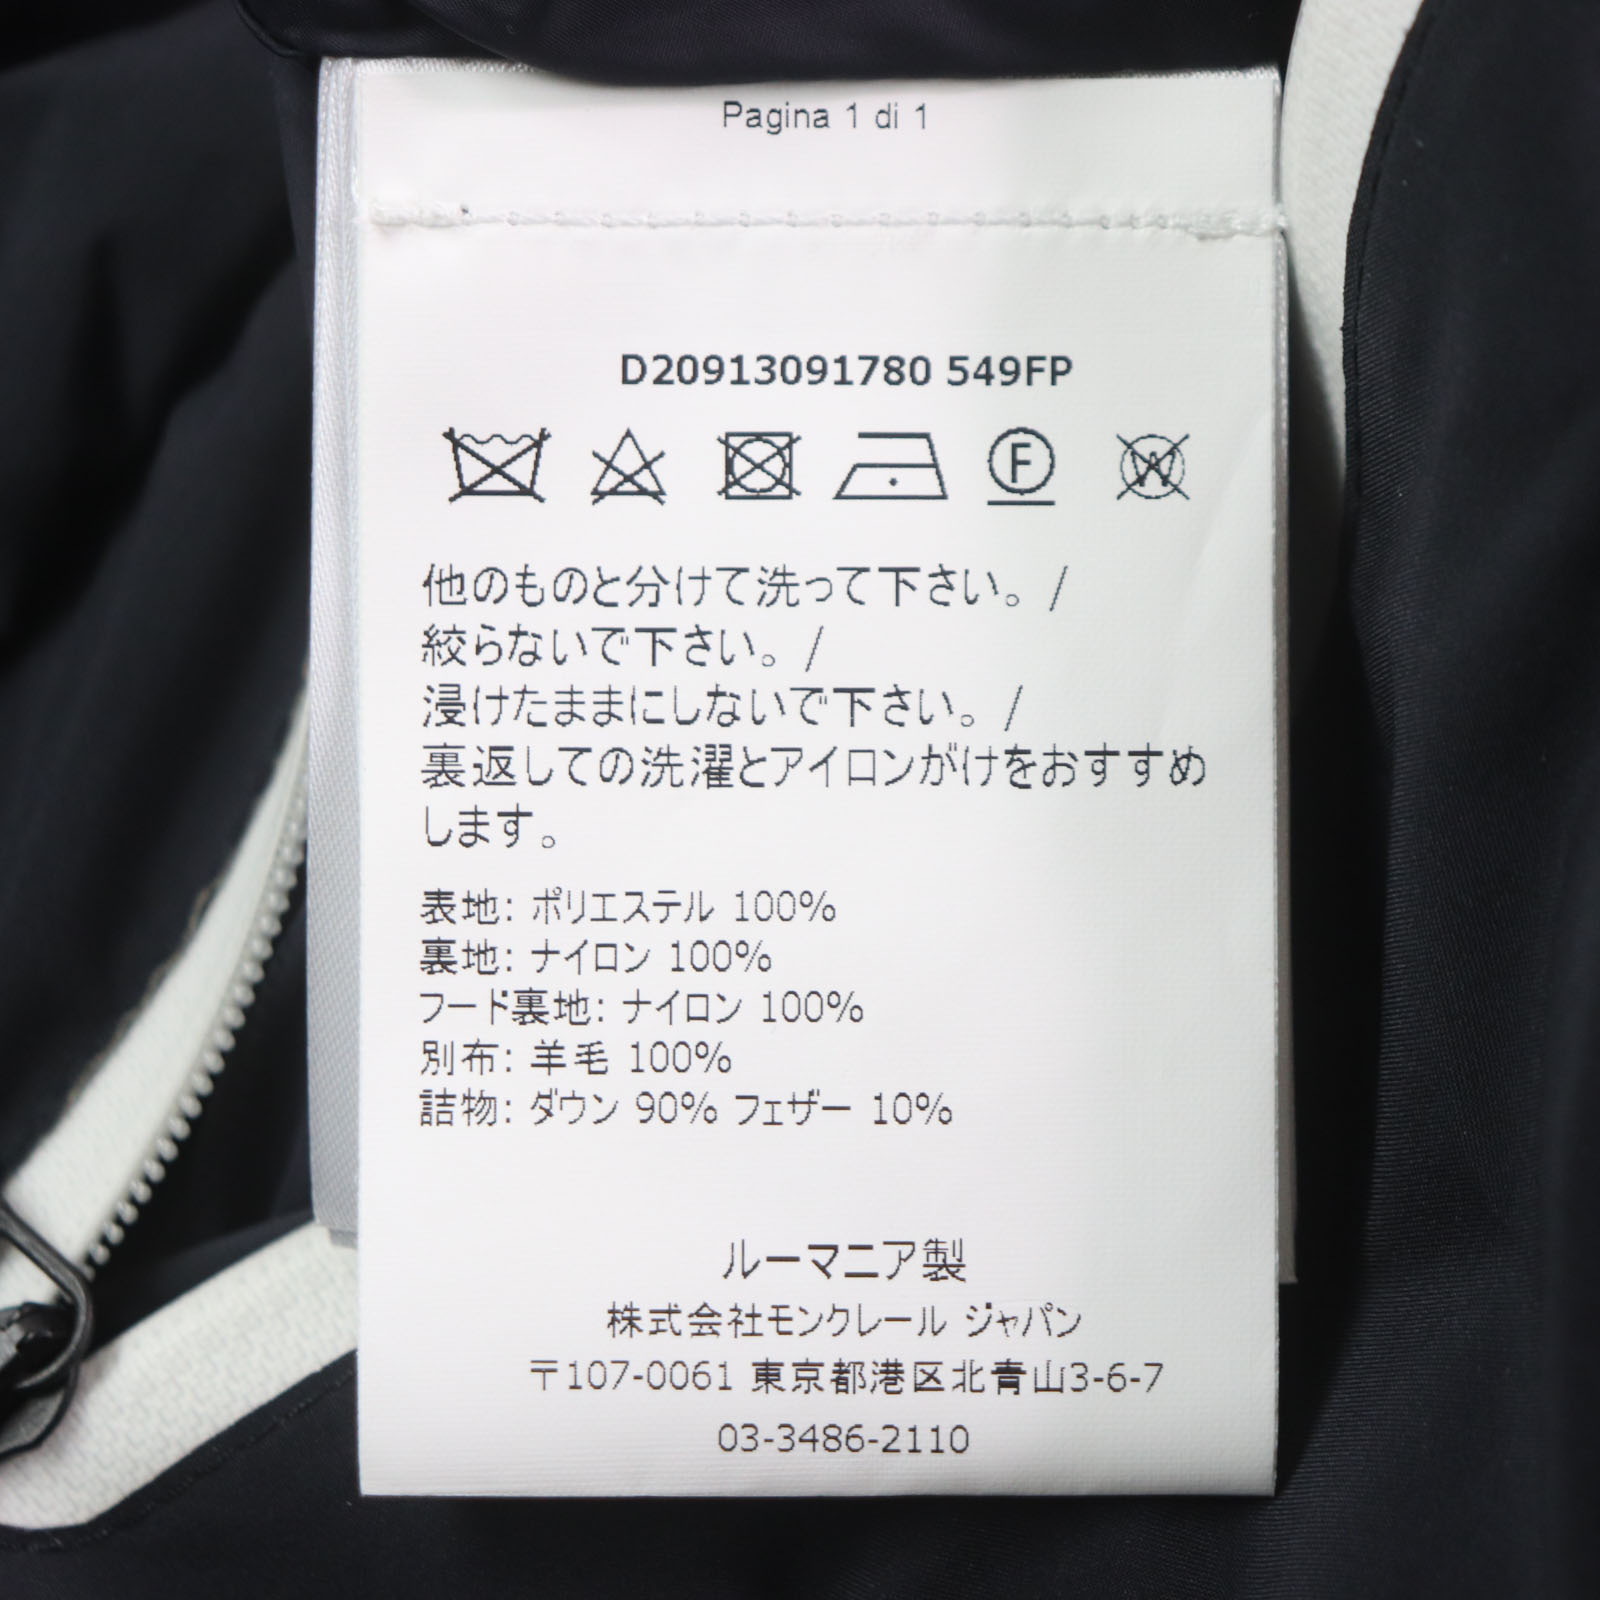 Pagina 1 di 1
D20913091780 549FP
F W
他のものと分けて洗って下さい。/
絞らないで下さい。/
浸けたままにしないで下さい。/
裏返しての洗濯とアイロンがけをおすすめ
します。
表地: ポリエステル 100%
裏地: ナイロン 100%
フード裏地: ナイロン 100%
別布: 羊毛 100%
詰物: ダウン 90% フェザー 10%
ルーマニア製
株式会社モンクレール ジャパン
〒107-0061 東京都港区北青山3-6-7
03-3486-2110